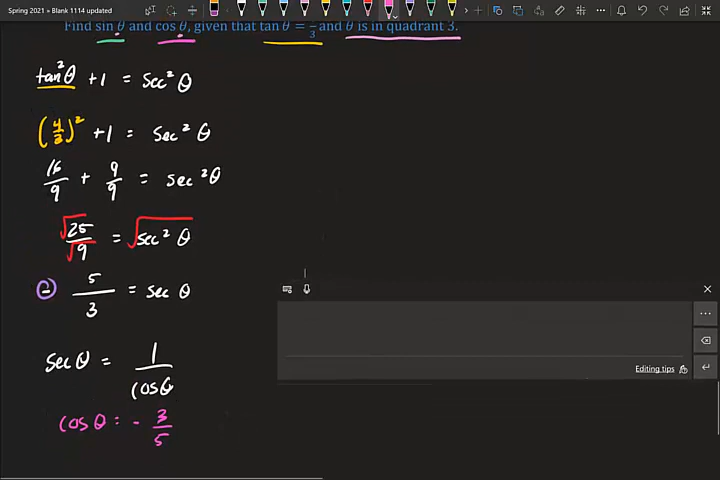 Spring 2021 » Blank 1114 updated
Find sin θ and cos θ, given that tan θ = /3 and θ is in quadrant 3.
tan²θ + 1 = sec²θ
(4/3)² + 1 = sec²θ
16/9 + 9/9 = sec²θ
√25/√9 = √sec²θ
- 5/3 = sec θ
sec θ = 1/cos θ
cos θ = - 3/5
Editing tips